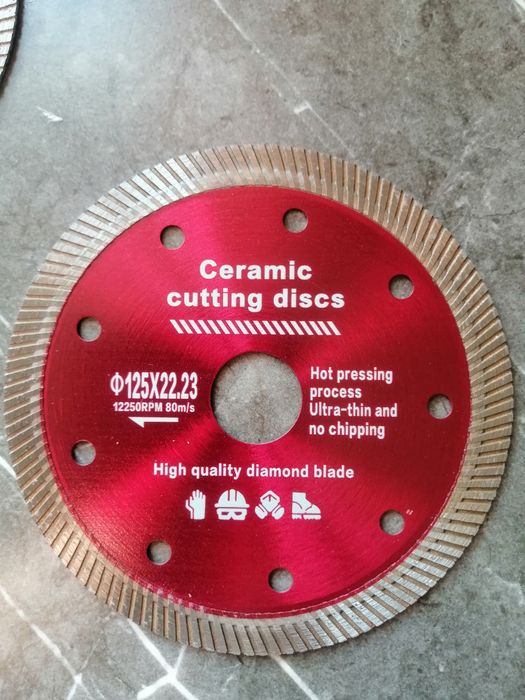 Ceramic
cutting discs
Φ125X22.23
12250RPM 80m/s
Hot pressing
process
Ultra-thin and
no chipping
High quality diamond blade